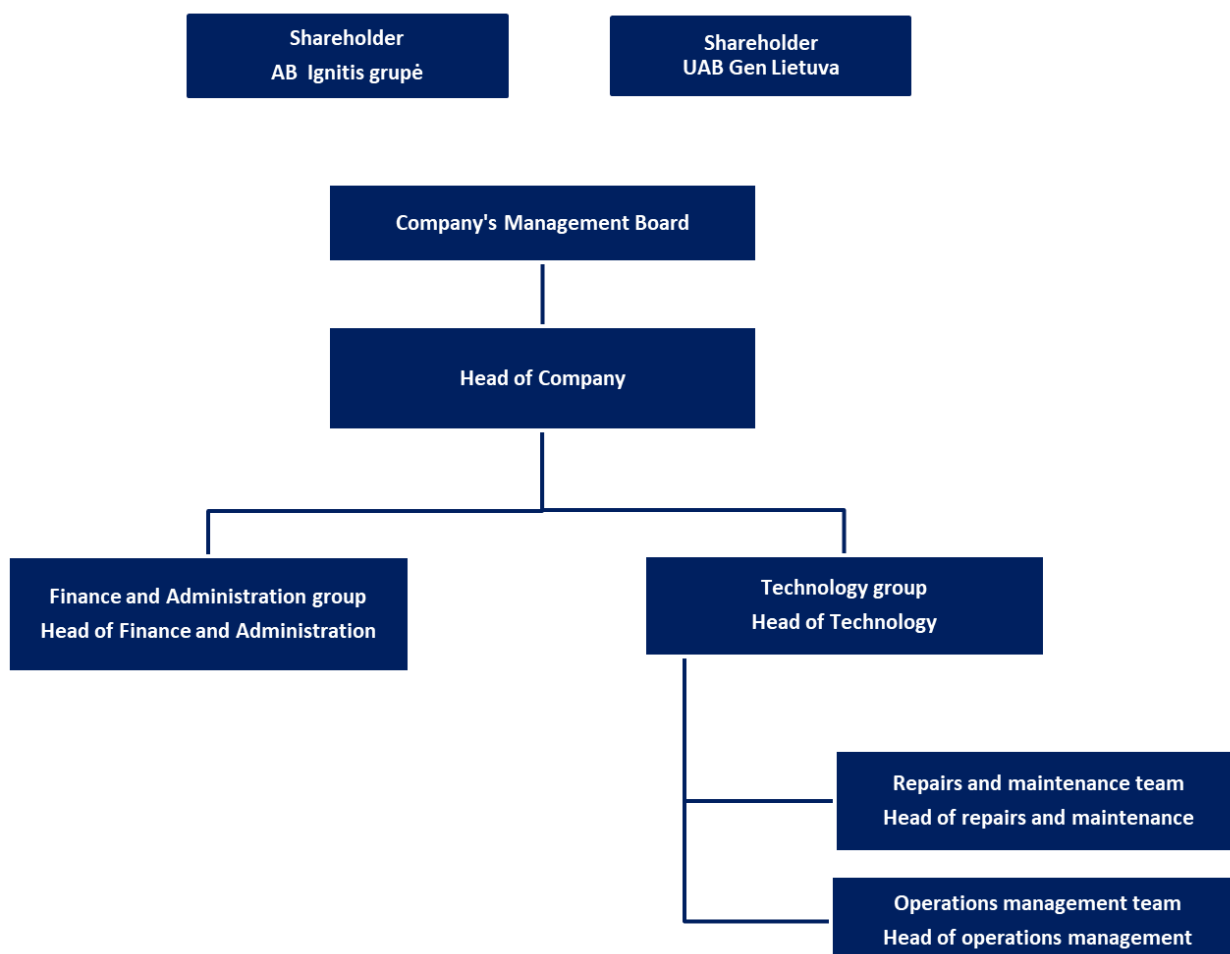 Shareholder
AB Ignitis grupė
Shareholder
UAB Gen Lietuva
Company's Management Board
Head of Company
Finance and Administration group
Head of Finance and Administration
Technology group
Head of Technology
Repairs and maintenance team
Head of repairs and maintenance
Operations management team
Head of operations management